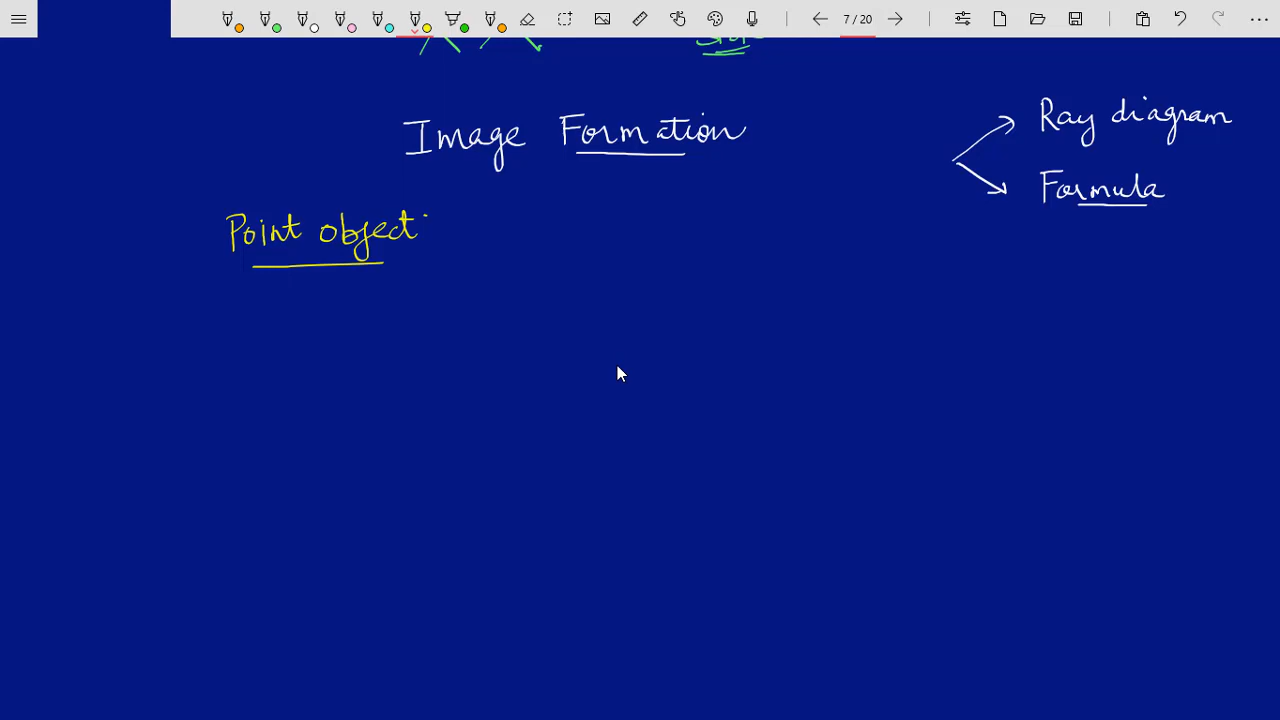 7 / 20
Image Formation
Ray diagram
Formula
Point object